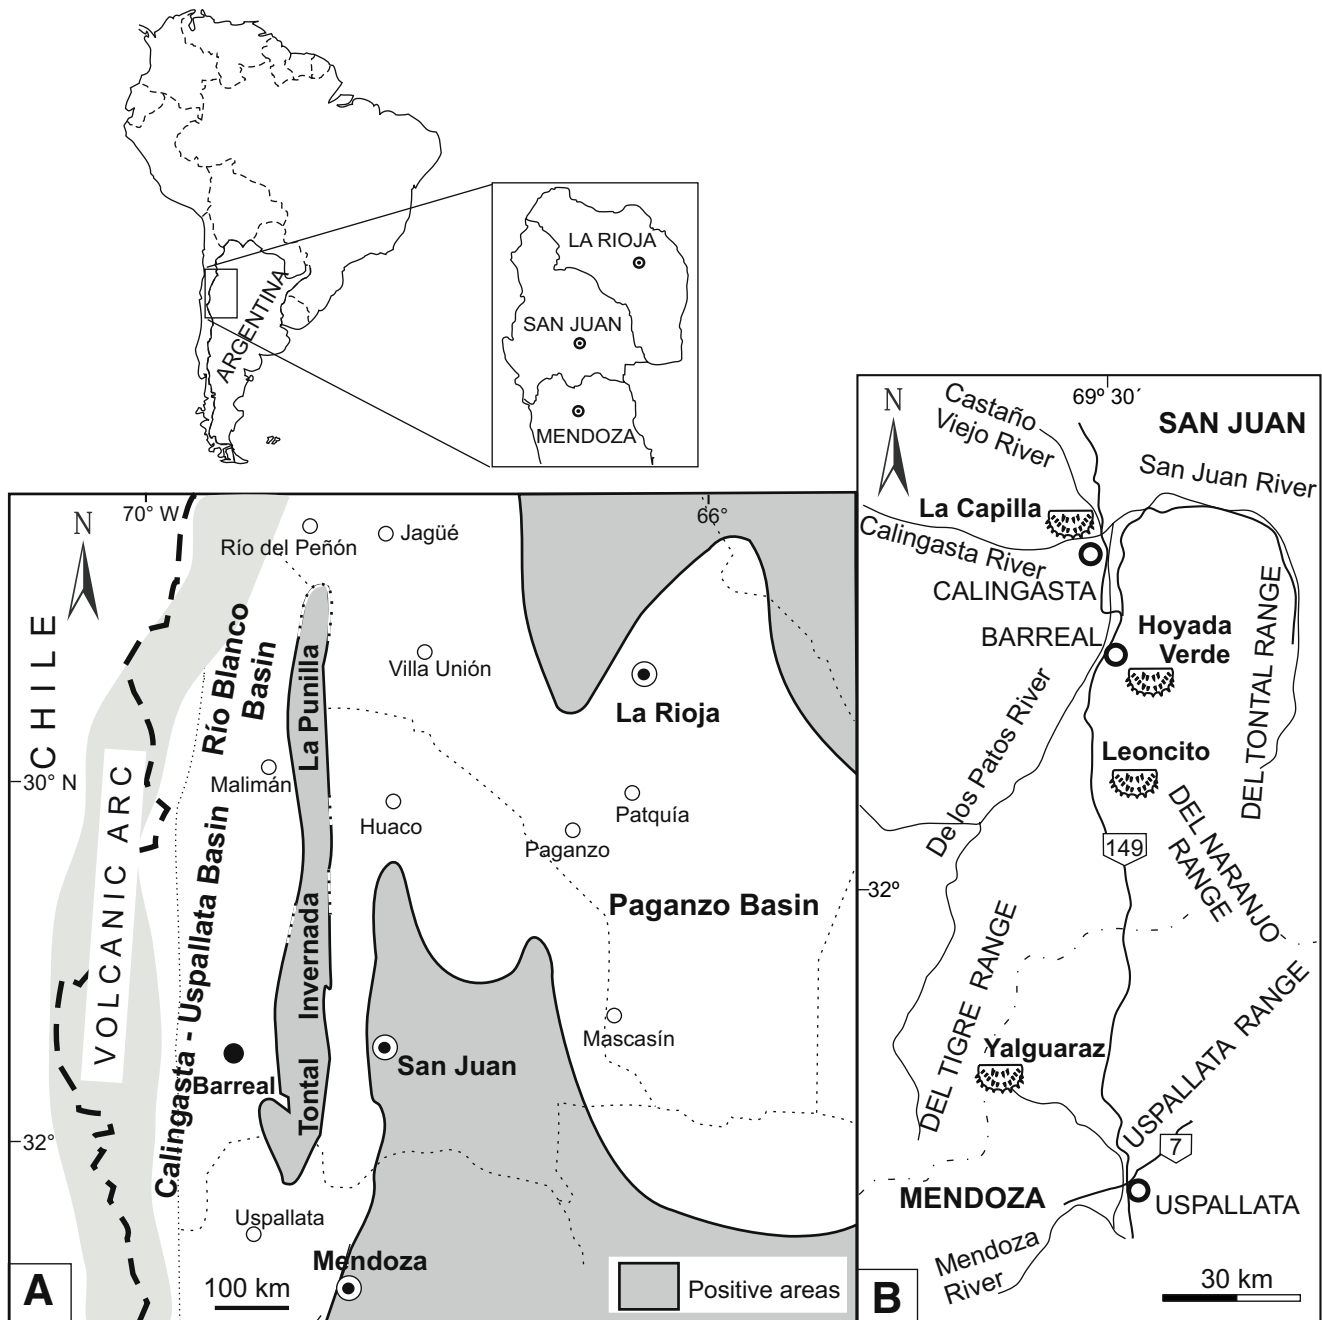 ARGENTINA
LA RIOJA
SAN JUAN
MENDOZA
N
70º W
66°
30° N
32°
CHILE
VOLCANIC ARC
Río del Peñón
Jagüé
Río Blanco
Basin
La Punilla
Villa Unión
La Rioja
Malimán
Huaco
Patquía
Paganzo
Paganzo Basin
Calingasta - Uspallata Basin
Invernada
Tontal
Mascasín
Barreal
San Juan
Uspallata
Mendoza
100 km
Positive areas
A
N
69º 30´
Castaño
Viejo River
SAN JUAN
San Juan River
La Capilla
Calingasta River
CALINGASTA
BARREAL
Hoyada
Verde
DEL TONTAL RANGE
De los Patos River
Leoncito
DEL NARANJO
RANGE
149
32º
DEL TIGRE RANGE
Yalguaraz
USPALLATA RANGE
7
MENDOZA
USPALLATA
Mendoza
River
30 km
B